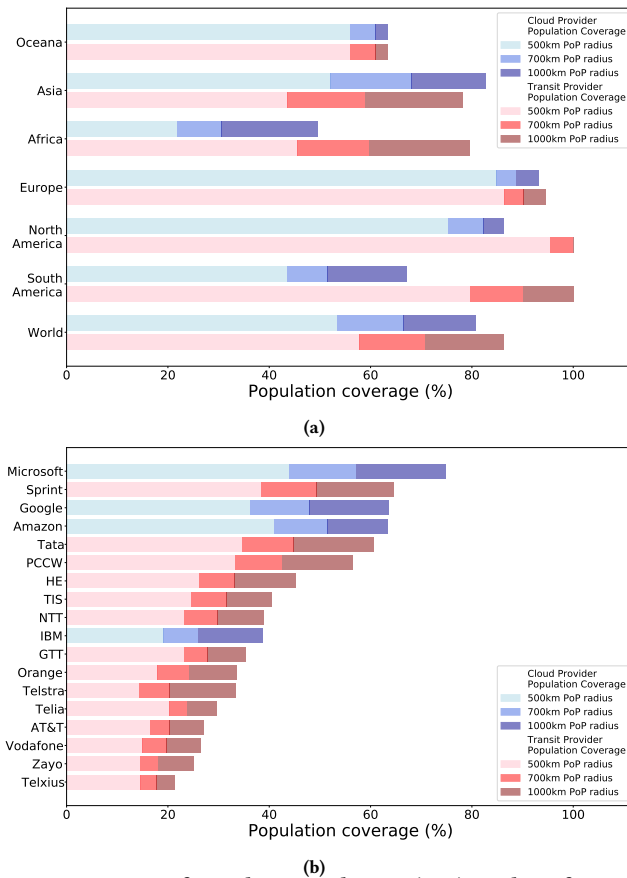 Oceana
Asia
Africa
Europe
North
America
South
America
World
Cloud Provider
Population Coverage
500km PoP radius
700km PoP radius
1000km PoP radius
Transit Provider
Population Coverage
500km PoP radius
700km PoP radius
1000km PoP radius
0 20 40 60 80 100
Population coverage (%)
(a)
Microsoft
Sprint
Google
Amazon
Tata
PCCW
HE
TIS
NTT
IBM
GTT
Orange
Telstra
Telia
AT&T
Vodafone
Zayo
Telxius
Cloud Provider
Population Coverage
500km PoP radius
700km PoP radius
1000km PoP radius
Transit Provider
Population Coverage
500km PoP radius
700km PoP radius
1000km PoP radius
0 20 40 60 80 100
Population coverage (%)
(b)